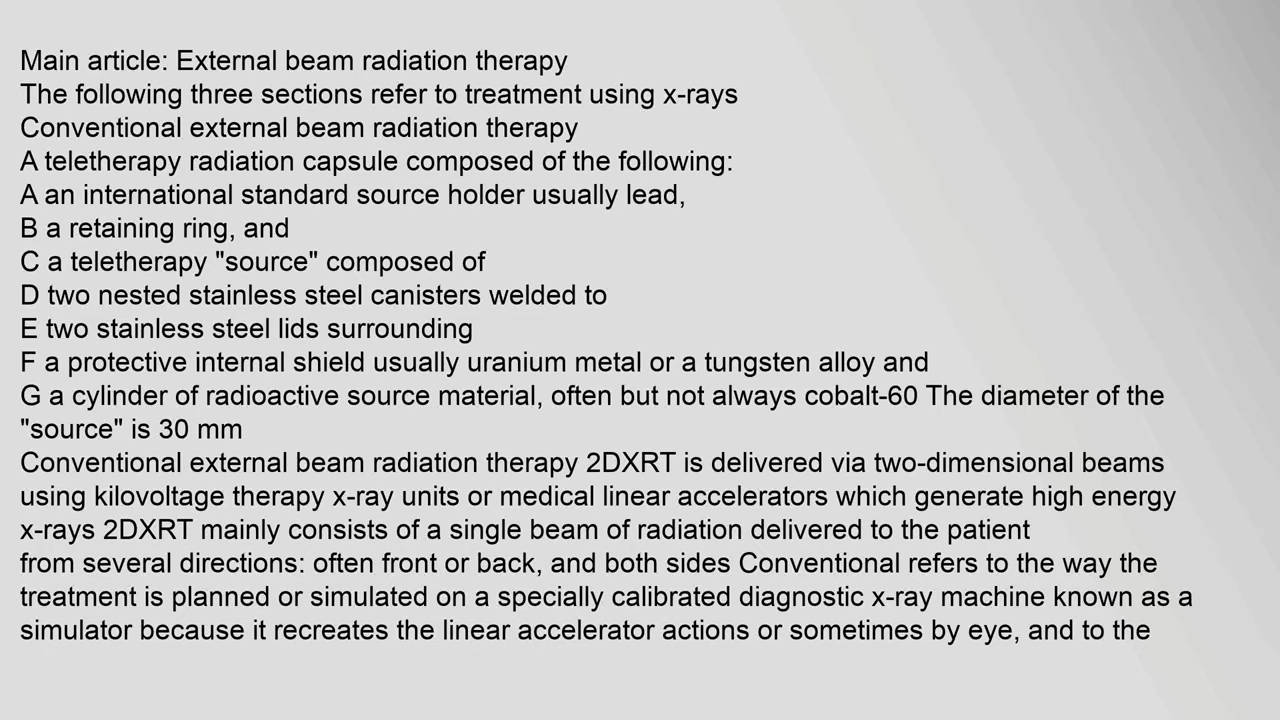 Main article: External beam radiation therapy
The following three sections refer to treatment using x-rays
Conventional external beam radiation therapy
A teletherapy radiation capsule composed of the following:
A an international standard source holder usually lead,
B a retaining ring, and
C a teletherapy "source" composed of
D two nested stainless steel canisters welded to
E two stainless steel lids surrounding
F a protective internal shield usually uranium metal or a tungsten alloy and
G a cylinder of radioactive source material, often but not always cobalt-60 The diameter of the
"source" is 30 mm
Conventional external beam radiation therapy 2DXRT is delivered via two-dimensional beams
using kilovoltage therapy x-ray units or medical linear accelerators which generate high energy
x-rays 2DXRT mainly consists of a single beam of radiation delivered to the patient
from several directions: often front or back, and both sides Conventional refers to the way the
treatment is planned or simulated on a specially calibrated diagnostic x-ray machine known as a
simulator because it recreates the linear accelerator actions or sometimes by eye, and to the